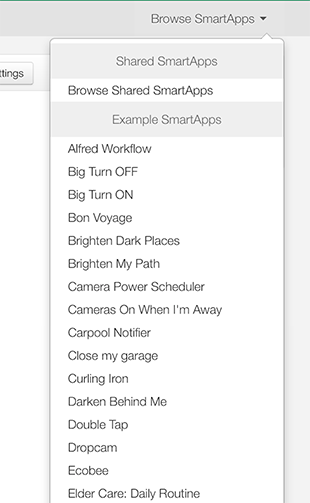 Browse SmartApps
ttings
Shared SmartApps
Browse Shared SmartApps
Example SmartApps
Alfred Workflow
Big Turn OFF
Big Turn ON
Bon Voyage
Brighten Dark Places
Brighten My Path
Camera Power Scheduler
Cameras On When I'm Away
Carpool Notifier
Close my garage
Curling Iron
Darken Behind Me
Double Tap
Dropcam
Ecobee
Elder Care: Daily Routine